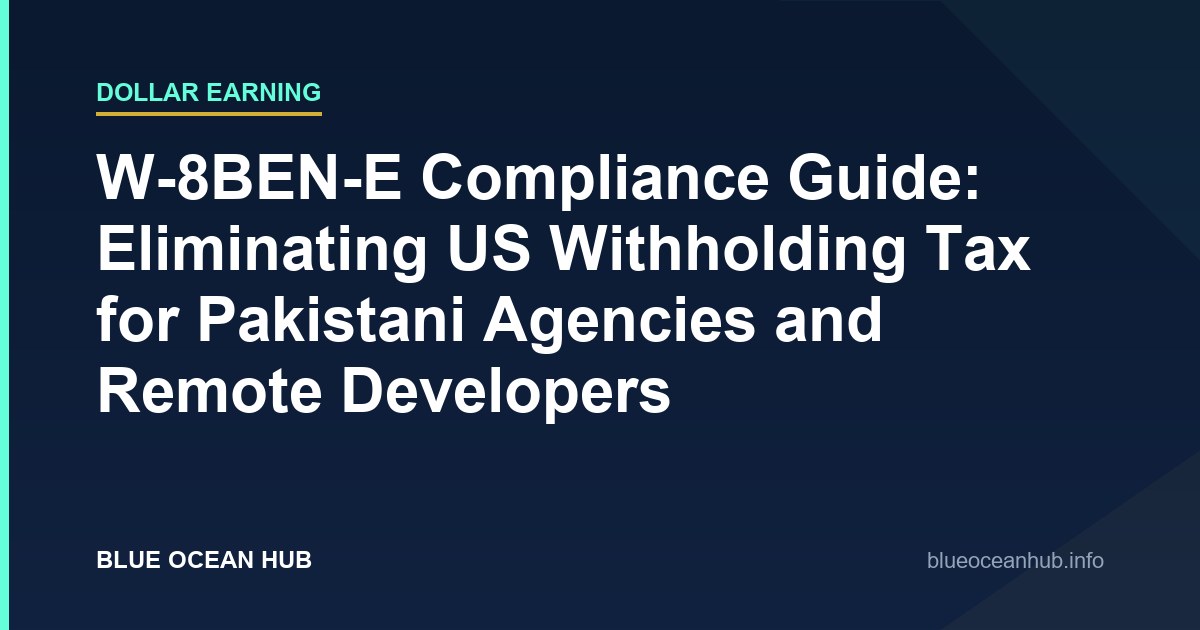 DOLLAR EARNING
W-8BEN-E Compliance Guide:
Eliminating US Withholding Tax
for Pakistani Agencies and
Remote Developers
BLUE OCEAN HUB
blueoceanhub.info